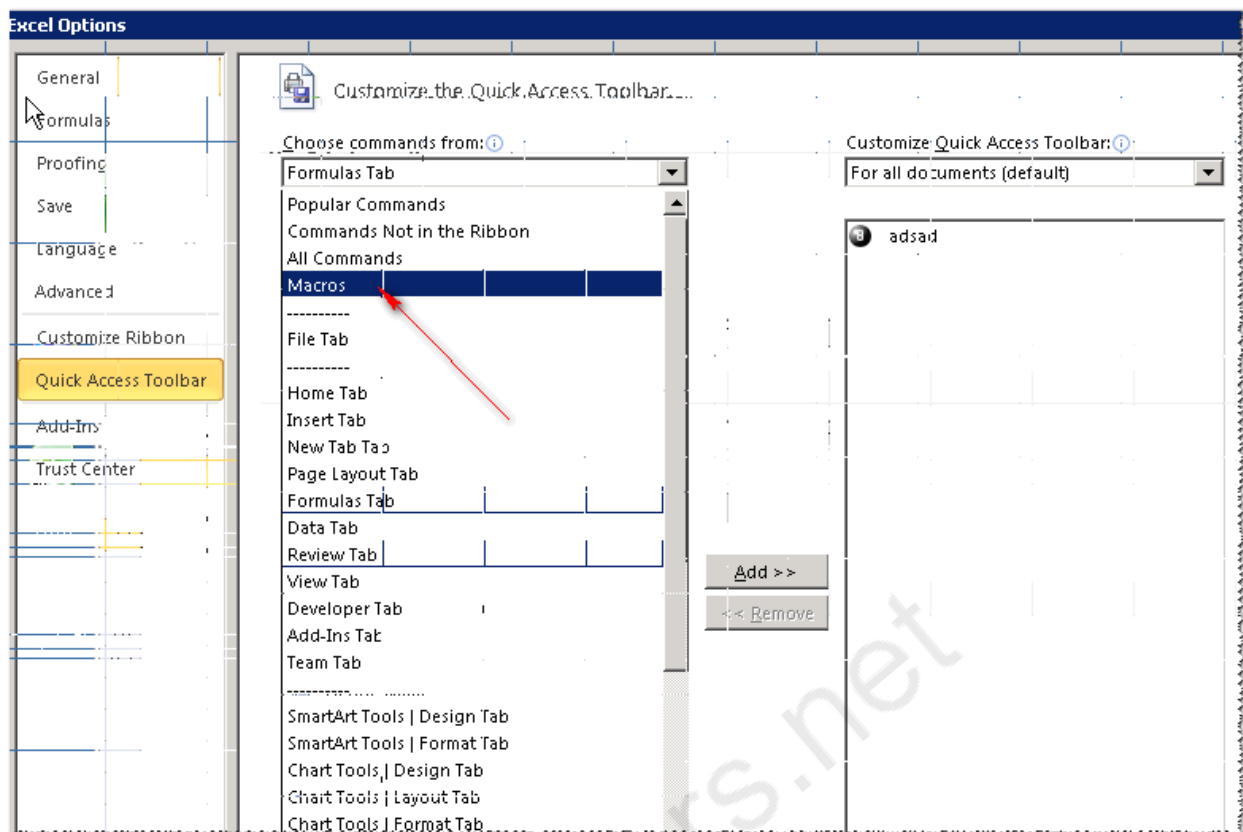 Excel Options
General
Formulas
Proofing
Save
Language
Advanced
Customize Ribbon
Quick Access Toolbar
Add-Ins
Trust Center
Customize the Quick Access Toolbar.
Choose commands from:
Formulas Tab
Popular Commands
Commands Not in the Ribbon
All Commands
Macros
----------
File Tab
----------
Home Tab
Insert Tab
New Tab Tab
Page Layout Tab
Formulas Tab
Data Tab
Review Tab
View Tab
Developer Tab
Add-Ins Tab
Team Tab
----------
SmartArt Tools | Design Tab
SmartArt Tools | Format Tab
Chart Tools | Design Tab
Chart Tools | Layout Tab
Chart Tools | Format Tab
Add >>
<< Remove
Customize Quick Access Toolbar:
For all documents (default)
adsad
rs.net